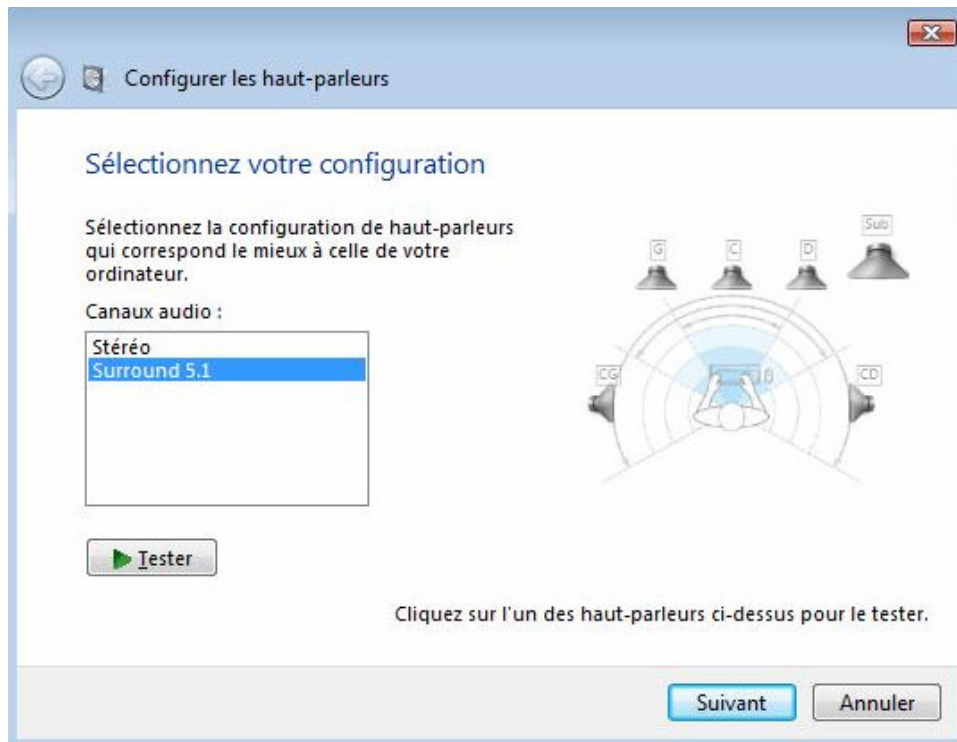 Configurer les haut-parleurs
Sélectionnez votre configuration
Sélectionnez la configuration de haut-parleurs
qui correspond le mieux à celle de votre
ordinateur.
Canaux audio :
Stéréo
Surround 5.1
Sub
G
C
D
CG
CD
Tester
Cliquez sur l'un des haut-parleurs ci-dessus pour le tester.
Suivant
Annuler